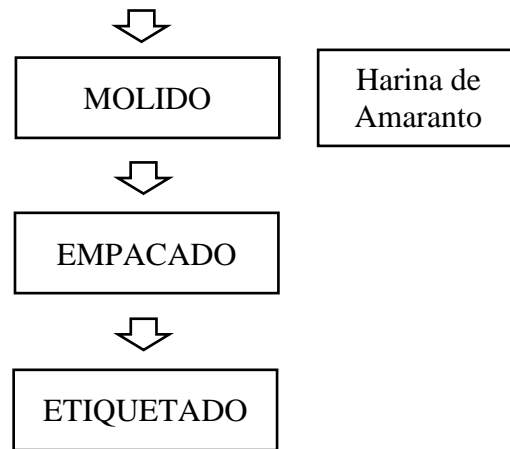 MOLIDO
Harina de
Amaranto
EMPACADO
ETIQUETADO